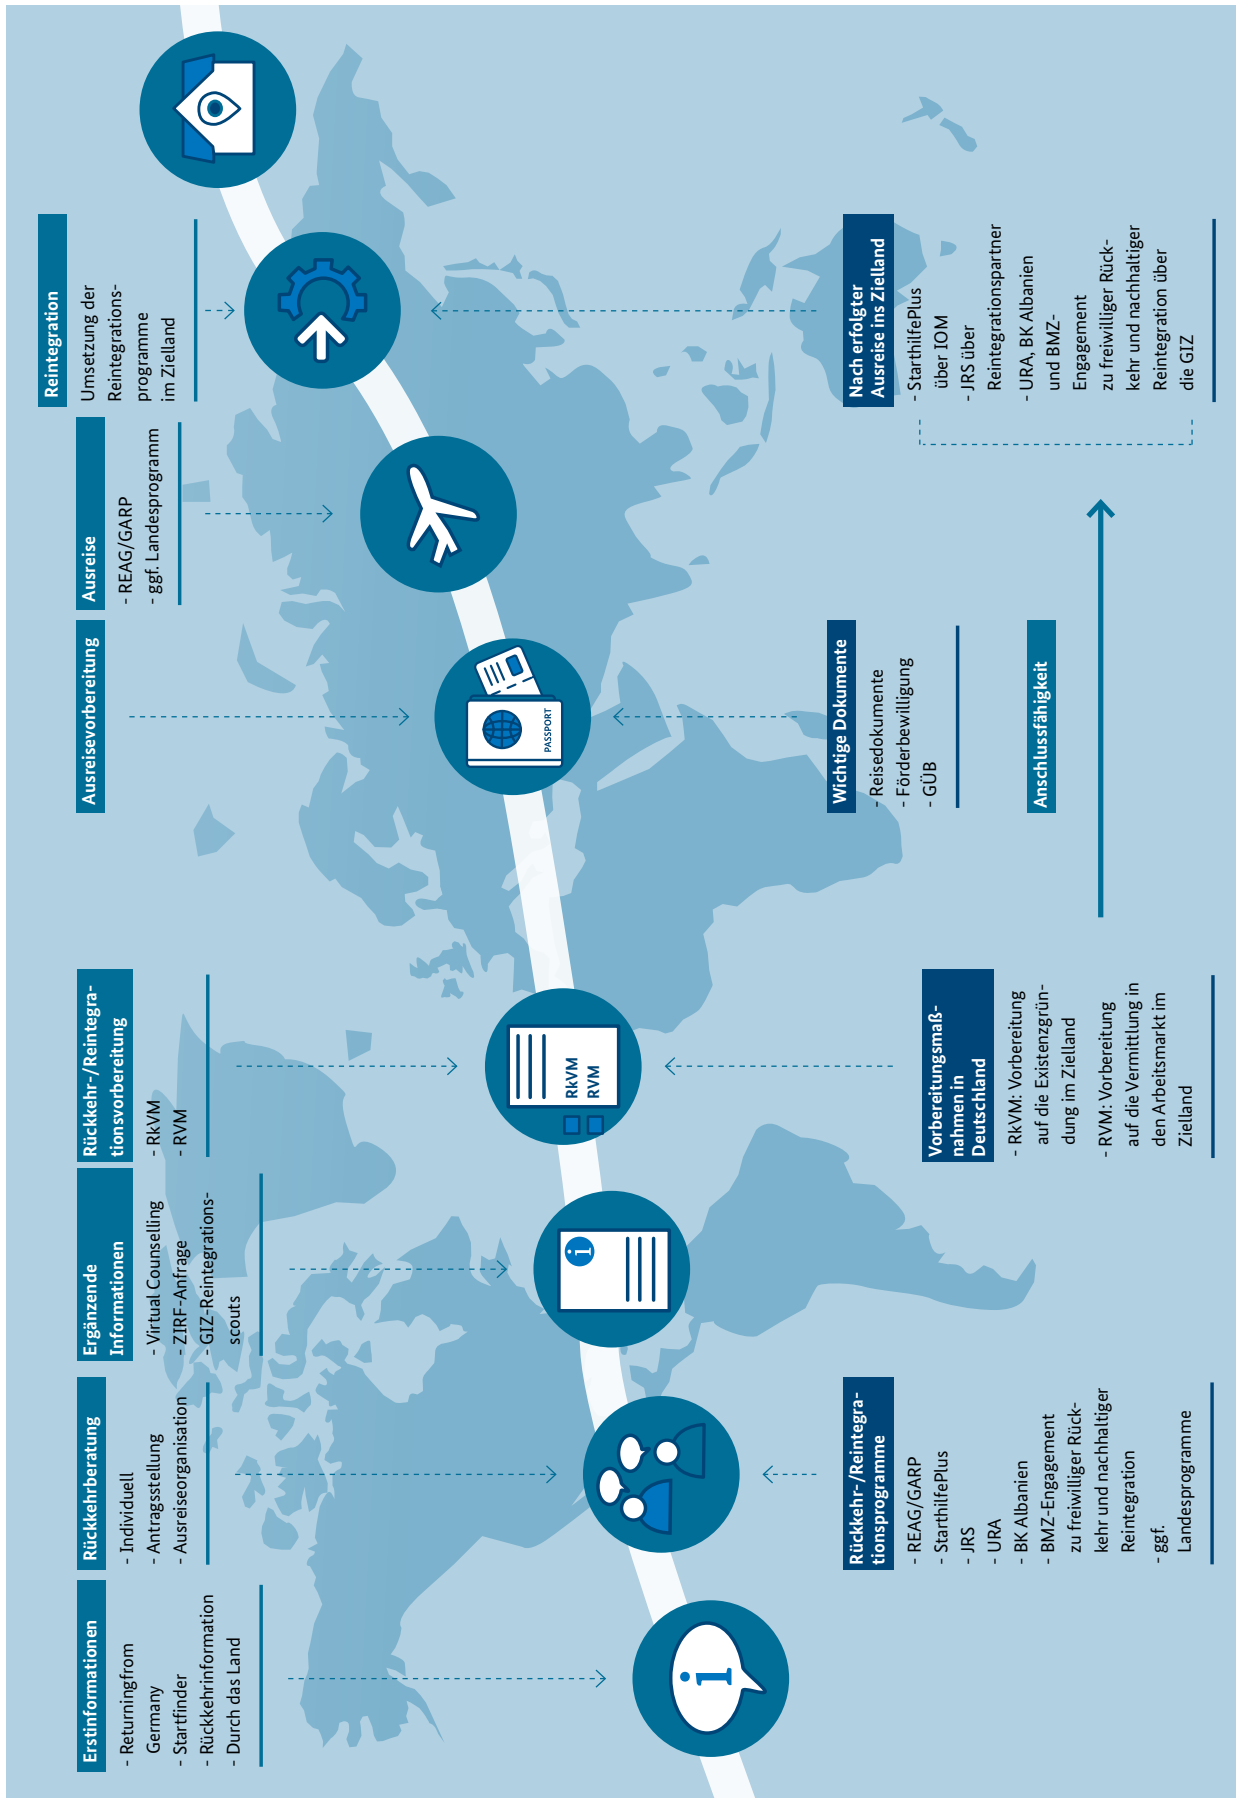 Erstinformationen
- Returningfrom
Germany
- Startfinder
- Rückkehrinformation
- Durch das Land
Rückkehrberatung
- Individuell
- Antragsstellung
- Ausreiseorganisation
Ergänzende
Informationen
- Virtual Counselling
- ZIRF-Anfrage
- GIZ-Reintegrations-
scouts
Rückkehr-/Reintegra-
tionsvorbereitung
- RkVM
- RVM
Ausreisevorbereitung
Ausreise
- REAG/GARP
- ggf. Landesprogramm
Reintegration
Umsetzung der
Reintegrations-
programme
im Zielland
i
i
RkVM
RVM
PASSPORT
Rückkehr-/Reintegra-
tionsprogramme
- REAG/GARP
- StarthilfePlus
- JRS
- URA
- BK Albanien
- BMZ-Engagement
zu freiwilliger Rück-
kehr und nachhaltiger
Reintegration
- ggf.
Landesprogramme
Vorbereitungsmaß-
nahmen in
Deutschland
- RkVM: Vorbereitung
auf die Existenzgrün-
dung im Zielland
- RVM: Vorbereitung
auf die Vermittlung in
den Arbeitsmarkt im
Zielland
Wichtige Dokumente
- Reisedokumente
- Förderbewilligung
- GÜB
Anschlussfähigkeit
Nach erfolgter
Ausreise ins Zielland
- StarthilfePlus
über IOM
- JRS über
Reintegrationspartner
- URA, BK Albanien
und BMZ-
Engagement
zu freiwilliger Rück-
kehr und nachhaltiger
Reintegration über
die GIZ